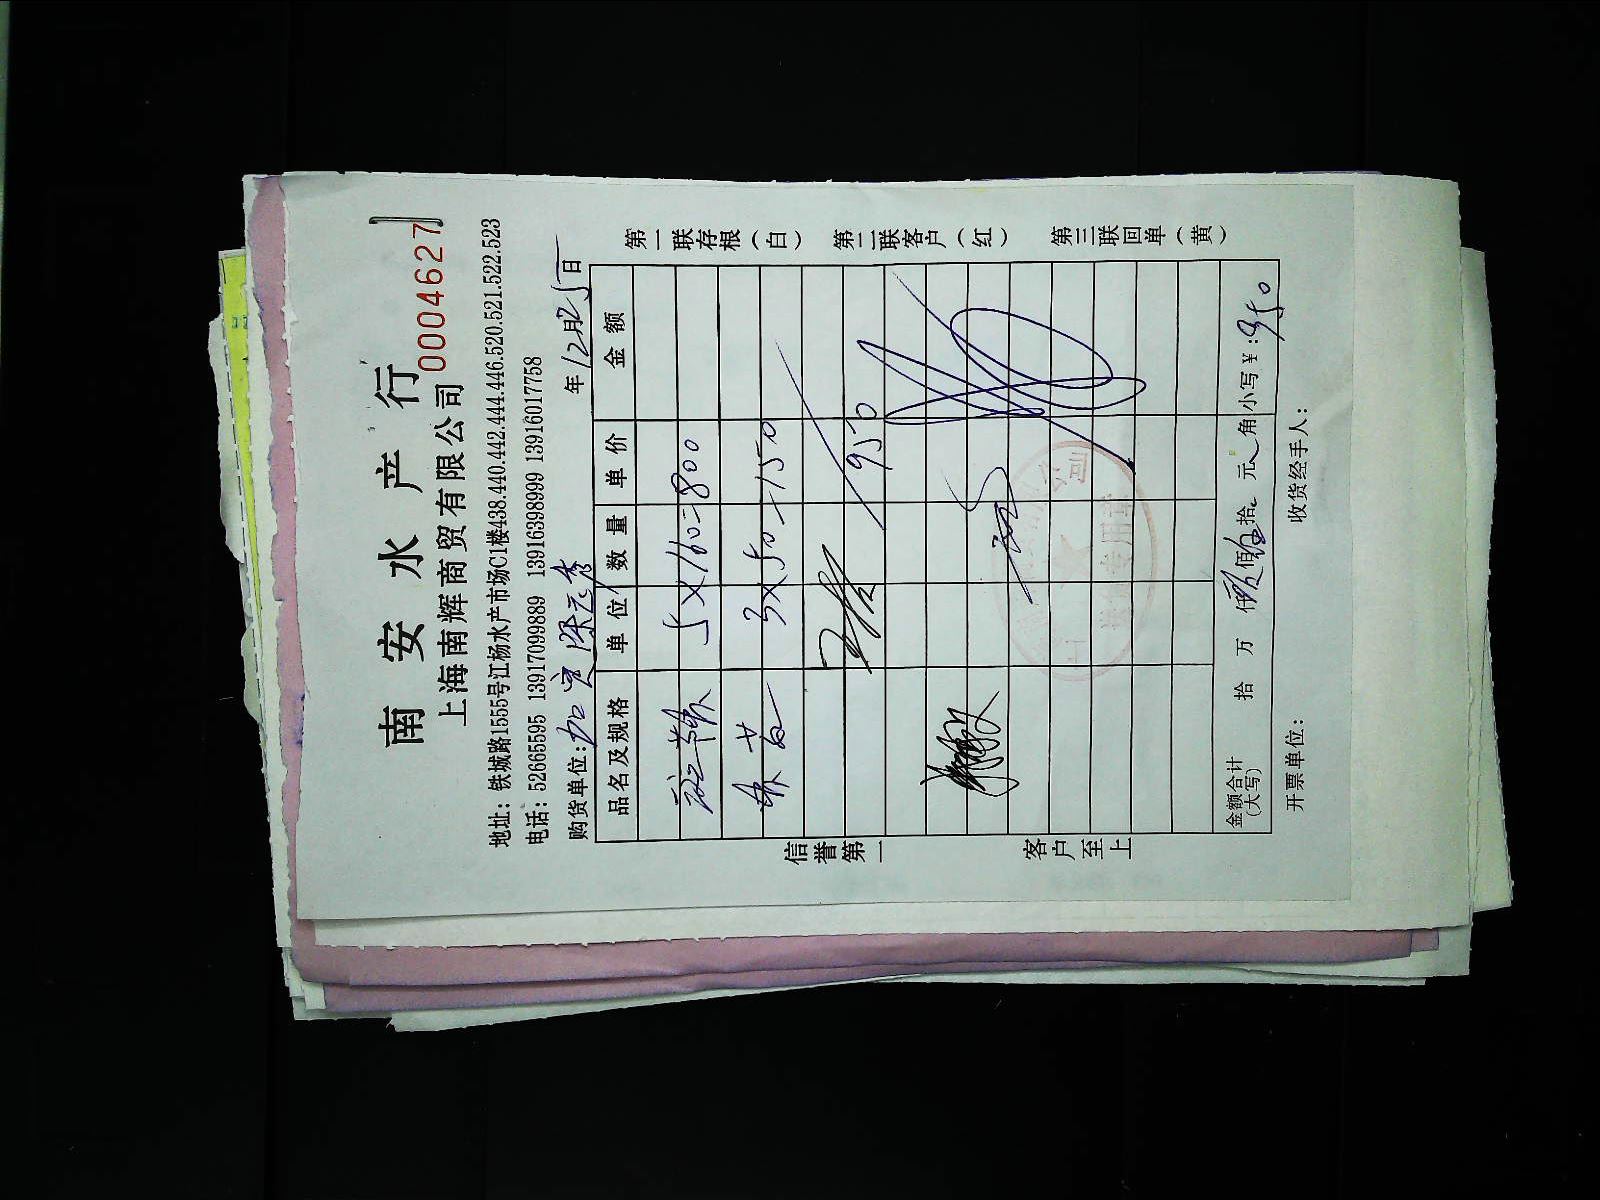 南安水产行
上海南辉商贸有限公司 0004627
地址：铁城路1555号江杨水产市场C1楼438.440.442.444.446.520.521.522.523
电话：52665595 13917099889 13916398999 13916017758
购货单位: 年12月25日
品名及规格 单位 数量 单价 金额
5×160=800
3×50=150
950
金额合计(大写) 拾 万 仟 佰 拾 元 角 小写￥:950
开票单位: 收货经手人:
信誉第一 客户至上
第一联存根(白) 第二联客户(红) 第三联回单(黄)